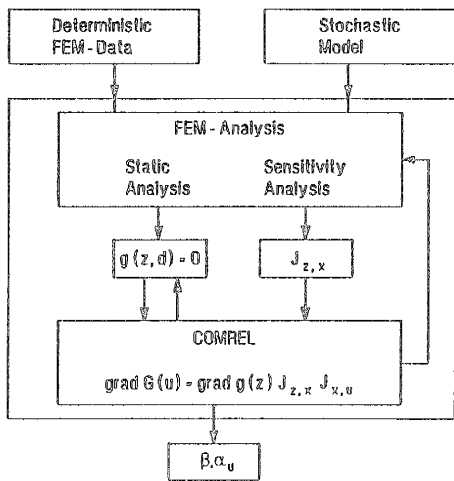 Deterministic
FEM-Data
Stochastic
Model
FEM-Analysis
Static
Analysis
Sensitivity
Analysis
g(z,d)=0
J z,x
COMREL
grad G(u) = grad g(z) J z,x J x,u
β,α u